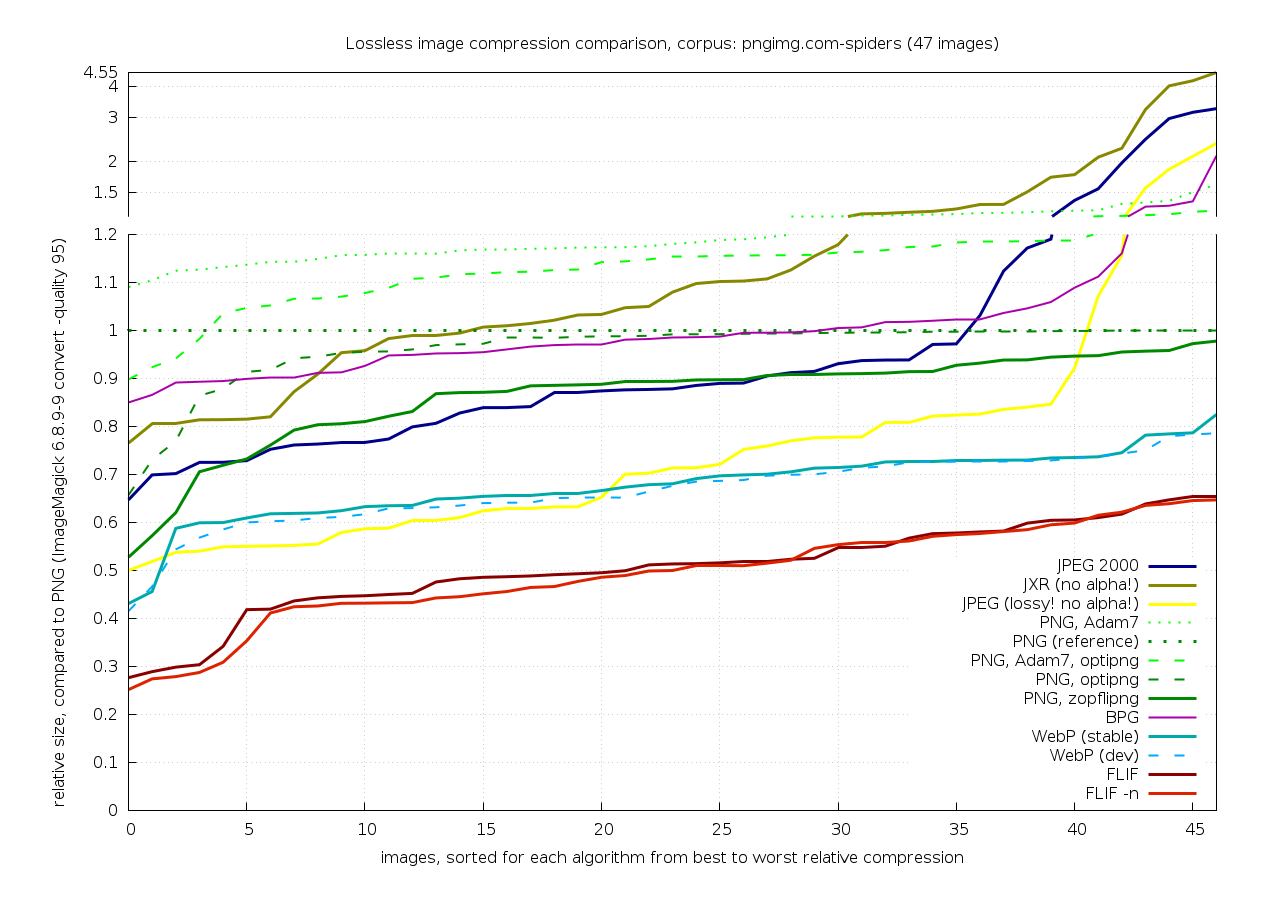 Lossless image compression comparison, corpus: pngimg.com-spiders (47 images)
4.55
4
3
2
1.5
1.2
1.1
1
0.9
0.8
0.7
0.6
0.5
0.4
0.3
0.2
0.1
0
relative size, compared to PNG (ImageMagick 6.8.9-9 convert -quality 95)
JPEG 2000
JXR (no alpha!)
JPEG (lossy! no alpha!)
PNG, Adam7
PNG (reference)
PNG, Adam7, optipng
PNG, optipng
PNG, zopflipng
BPG
WebP (stable)
WebP (dev)
FLIF
FLIF -n
0 5 10 15 20 25 30 35 40 45
images, sorted for each algorithm from best to worst relative compression